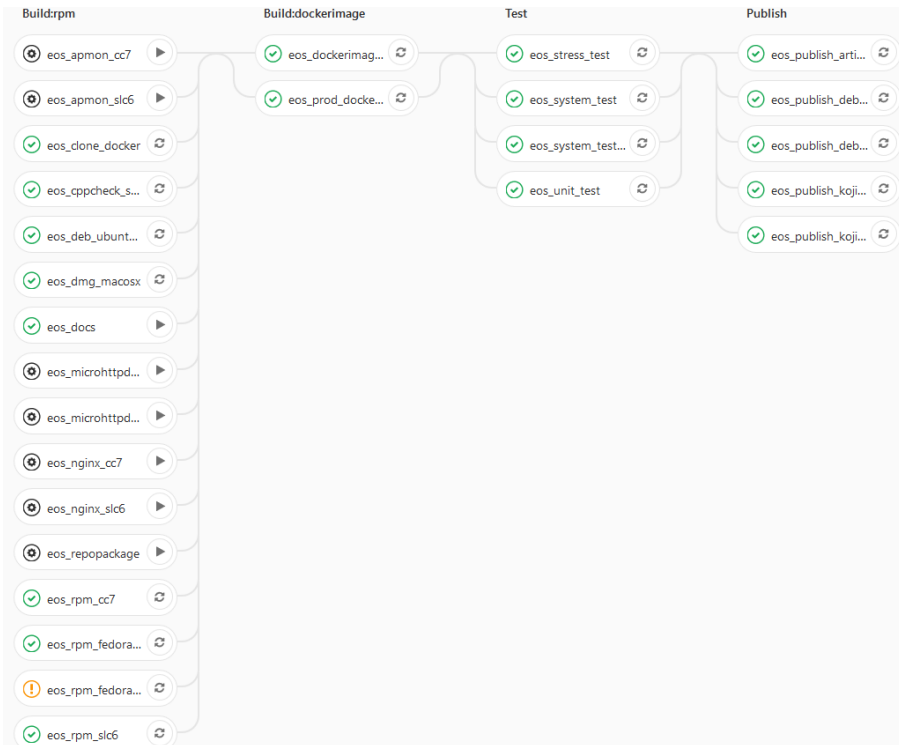 Build:rpm
eos_apmon_cc7
eos_apmon_slc6
eos_clone_docker
eos_cppcheck_s...
eos_deb_ubunt...
eos_dmg_macosx
eos_docs
eos_microhttpd...
eos_microhttpd...
eos_nginx_cc7
eos_nginx_slc6
eos_repopackage
eos_rpm_cc7
eos_rpm_fedora...
eos_rpm_fedora...
eos_rpm_slc6
Build:dockerimage
eos_dockerimag...
eos_prod_docke...
Test
eos_stress_test
eos_system_test
eos_system_test...
eos_unit_test
Publish
eos_publish_arti...
eos_publish_deb...
eos_publish_deb...
eos_publish_koji...
eos_publish_koji...